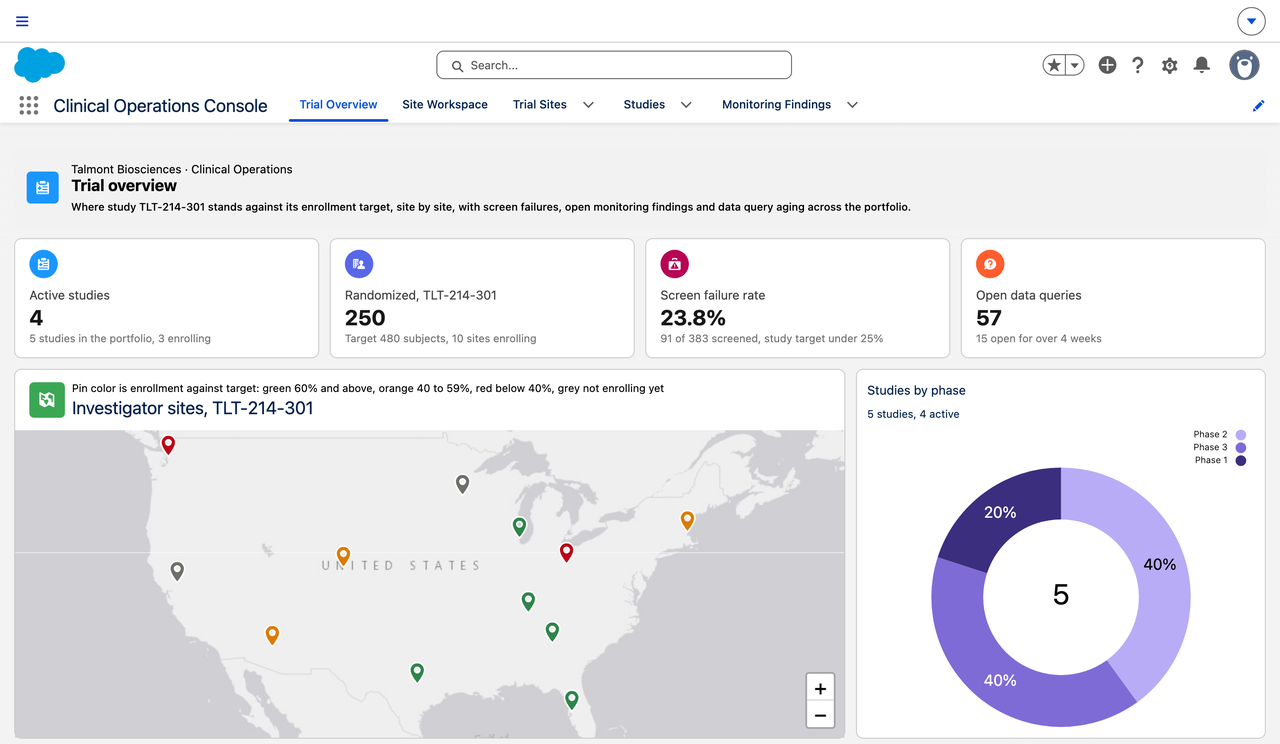 Search...
Clinical Operations Console
Trial Overview
Site Workspace
Trial Sites
Studies
Monitoring Findings
Talmont Biosciences · Clinical Operations
Trial overview
Where study TLT-214-301 stands against its enrollment target, site by site, with screen failures, open monitoring findings and data query aging across the portfolio.
Active studies
4
5 studies in the portfolio, 3 enrolling
Randomized, TLT-214-301
250
Target 480 subjects, 10 sites enrolling
Screen failure rate
23.8%
91 of 383 screened, study target under 25%
Open data queries
57
15 open for over 4 weeks
Pin color is enrollment against target: green 60% and above, orange 40 to 59%, red below 40%, grey not enrolling yet
Investigator sites, TLT-214-301
UNITED STATES
+
−
Studies by phase
5 studies, 4 active
Phase 2
Phase 3
Phase 1
20%
40%
5
40%